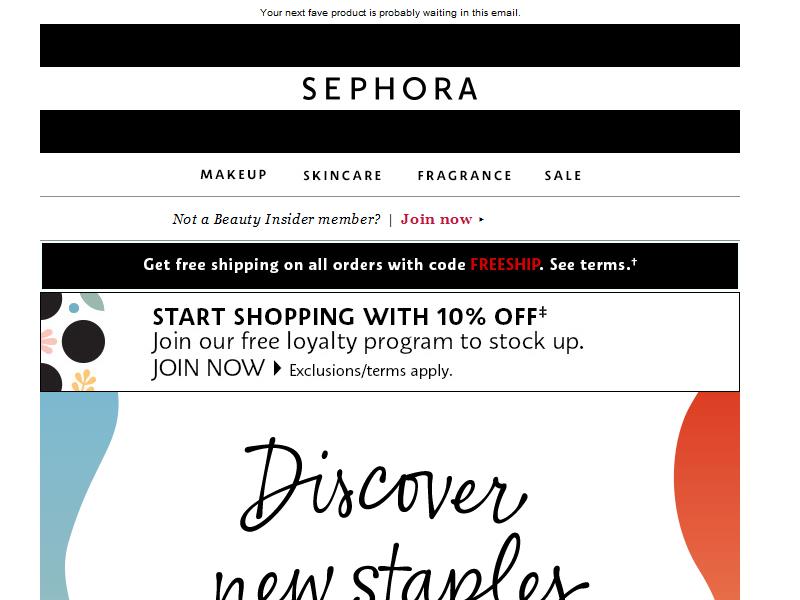 Your next fave product is probably waiting in this email.
SEPHORA
MAKEUP SKINCARE FRAGRANCE SALE
Not a Beauty Insider member? | Join now ▸
Get free shipping on all orders with code FREESHIP. See terms.†
START SHOPPING WITH 10% OFF‡
Join our free loyalty program to stock up.
JOIN NOW ▶ Exclusions/terms apply.
Discover
new staples